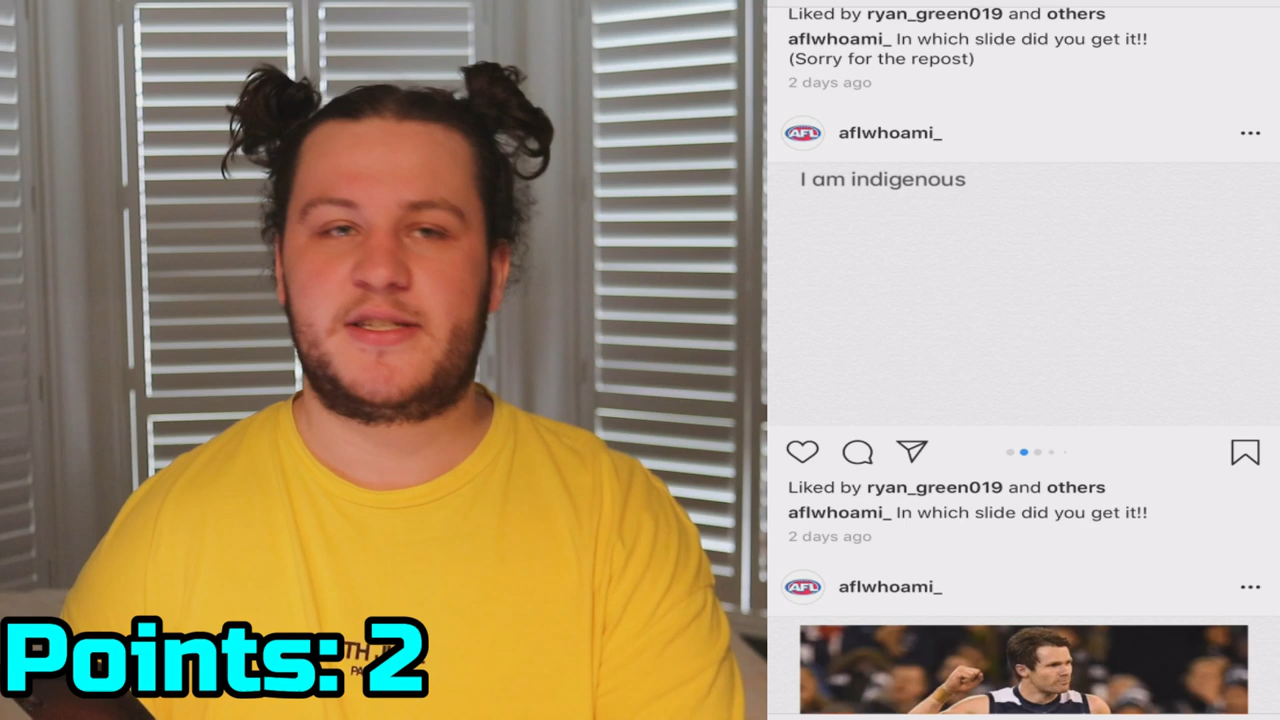 Liked by ryan_green019 and others
aflwhoami_ In which slide did you get it!!
(Sorry for the repost)
2 days ago
AFL
aflwhoami_
I am indigenous
Liked by ryan_green019 and others
aflwhoami_ In which slide did you get it!!
2 days ago
AFL
aflwhoami_
Points: 2